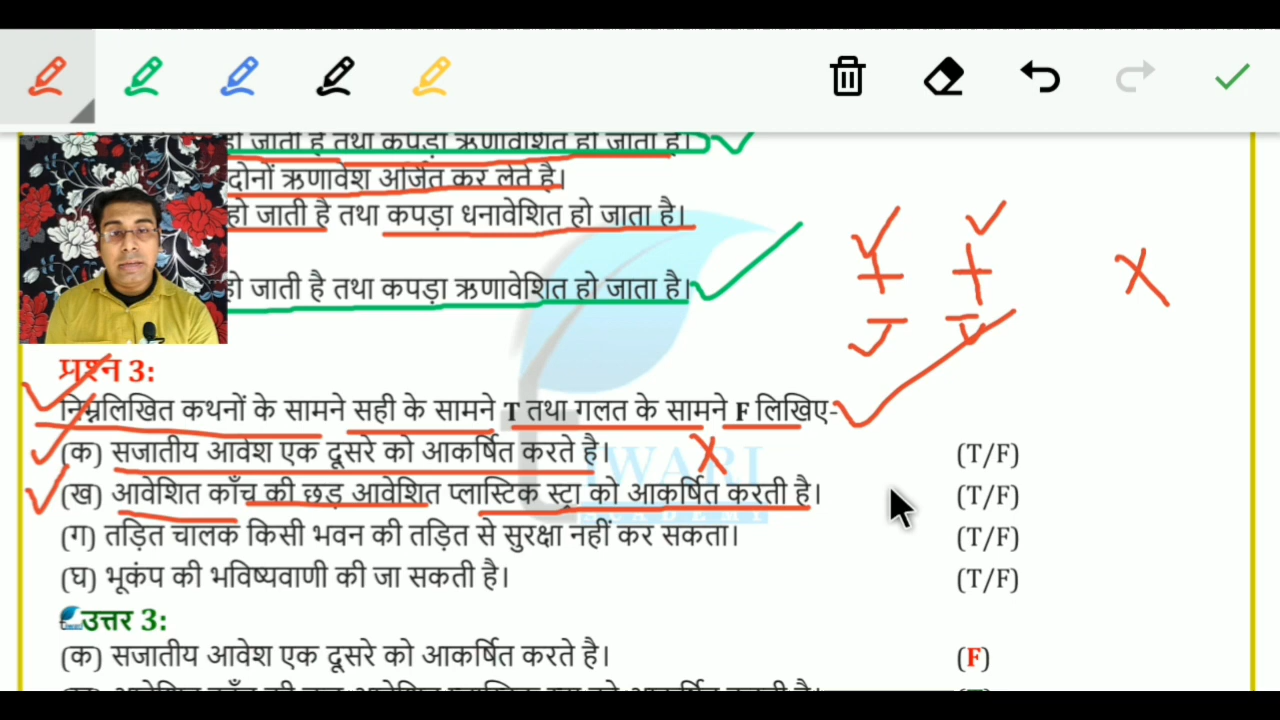 हो जाती है तथा कपड़ा ऋणावेशित हो जाता है।
दोनों ऋणावेश अर्जित कर लेते है।
हो जाती है तथा कपड़ा धनावेशित हो जाता है।
हो जाती है तथा कपड़ा ऋणावेशित हो जाता है।
प्रश्न 3:
निम्नलिखित कथनों के सामने सही के सामने T तथा गलत के सामने F लिखिए-
(क) सजातीय आवेश एक दूसरे को आकर्षित करते है। (T/F)
(ख) आवेशित काँच की छड़ आवेशित प्लास्टिक स्ट्रा को आकर्षित करती है। (T/F)
(ग) तड़ित चालक किसी भवन की तड़ित से सुरक्षा नहीं कर सकता। (T/F)
(घ) भूकंप की भविष्यवाणी की जा सकती है। (T/F)
उत्तर 3:
(क) सजातीय आवेश एक दूसरे को आकर्षित करते है। (F)